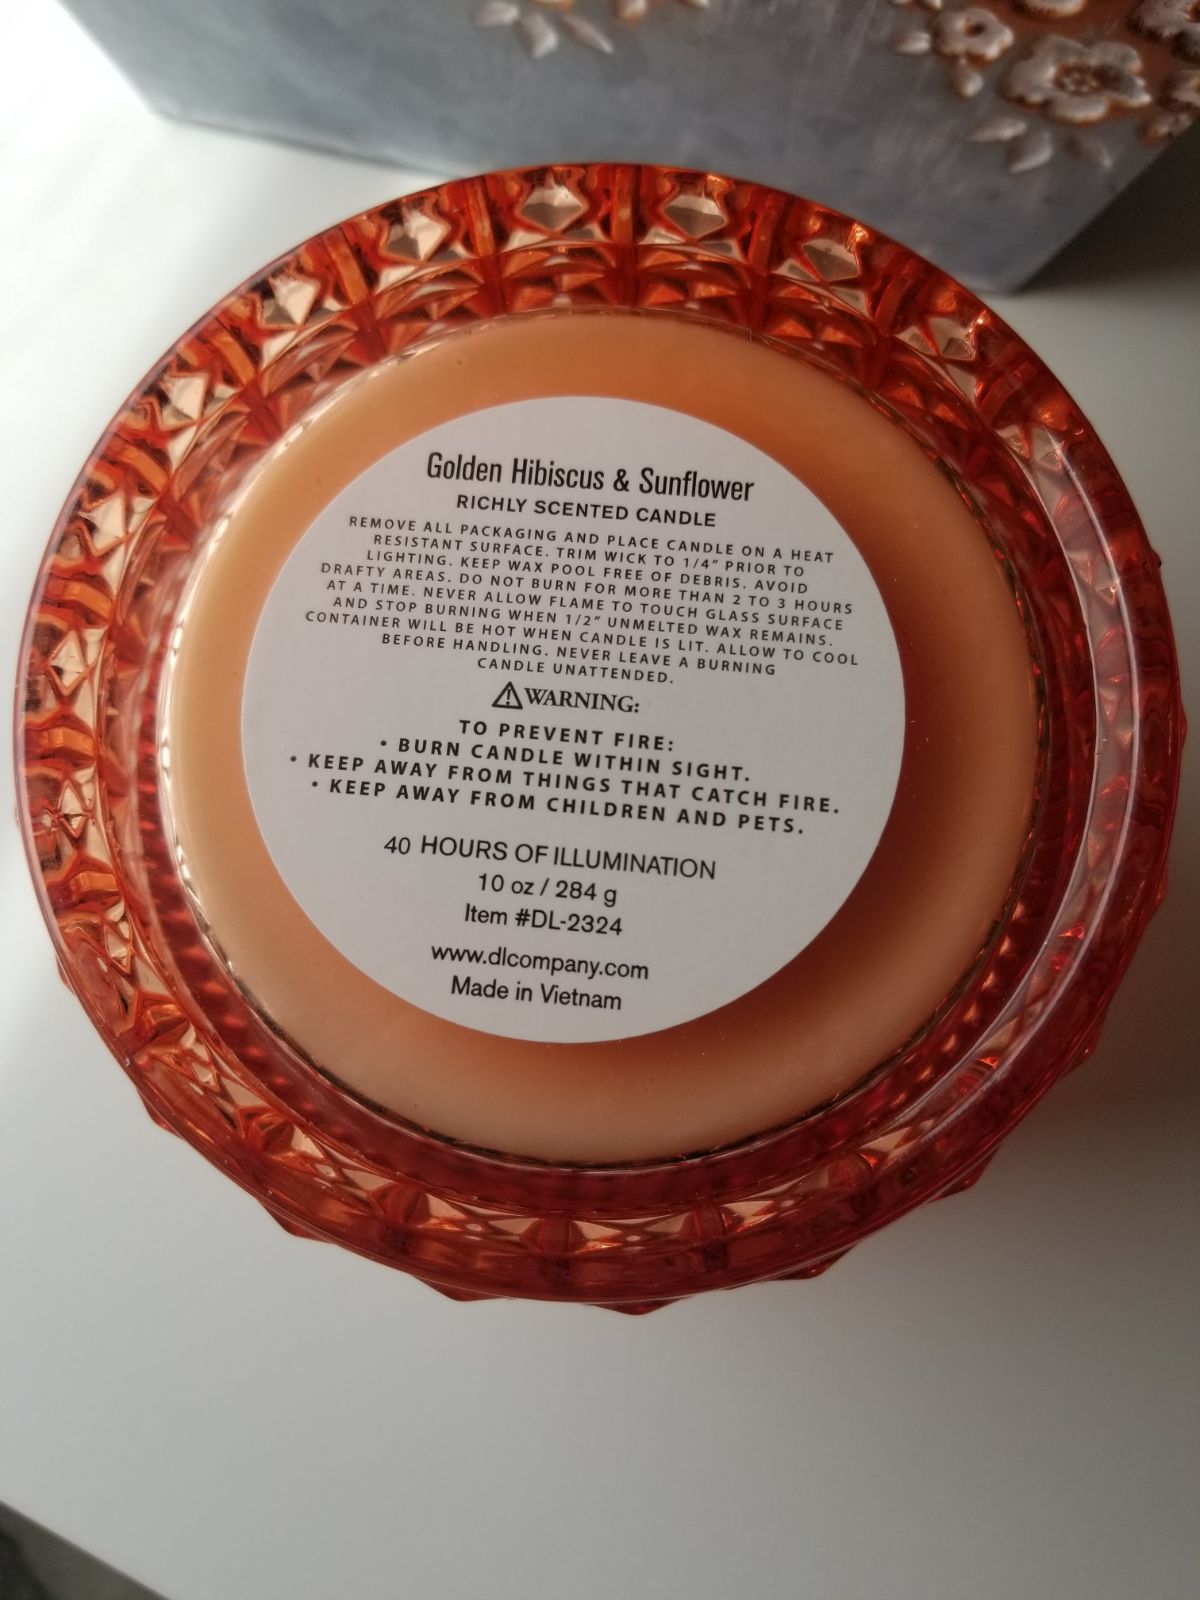 Golden Hibiscus & Sunflower
RICHLY SCENTED CANDLE
REMOVE ALL PACKAGING AND PLACE CANDLE ON A HEAT
RESISTANT SURFACE. TRIM WICK TO 1/4" PRIOR TO
LIGHTING. KEEP WAX POOL FREE OF DEBRIS. AVOID
DRAFTY AREAS. DO NOT BURN FOR MORE THAN 2 TO 3 HOURS
AT A TIME. NEVER ALLOW FLAME TO TOUCH GLASS SURFACE
AND STOP BURNING WHEN 1/2" UNMELTED WAX REMAINS.
CONTAINER WILL BE HOT WHEN CANDLE IS LIT. ALLOW TO COOL
BEFORE HANDLING. NEVER LEAVE A BURNING
CANDLE UNATTENDED.
⚠WARNING:
TO PREVENT FIRE:
• BURN CANDLE WITHIN SIGHT.
• KEEP AWAY FROM THINGS THAT CATCH FIRE.
• KEEP AWAY FROM CHILDREN AND PETS.
40 HOURS OF ILLUMINATION
10 oz / 284 g
Item #DL-2324
www.dlcompany.com
Made in Vietnam